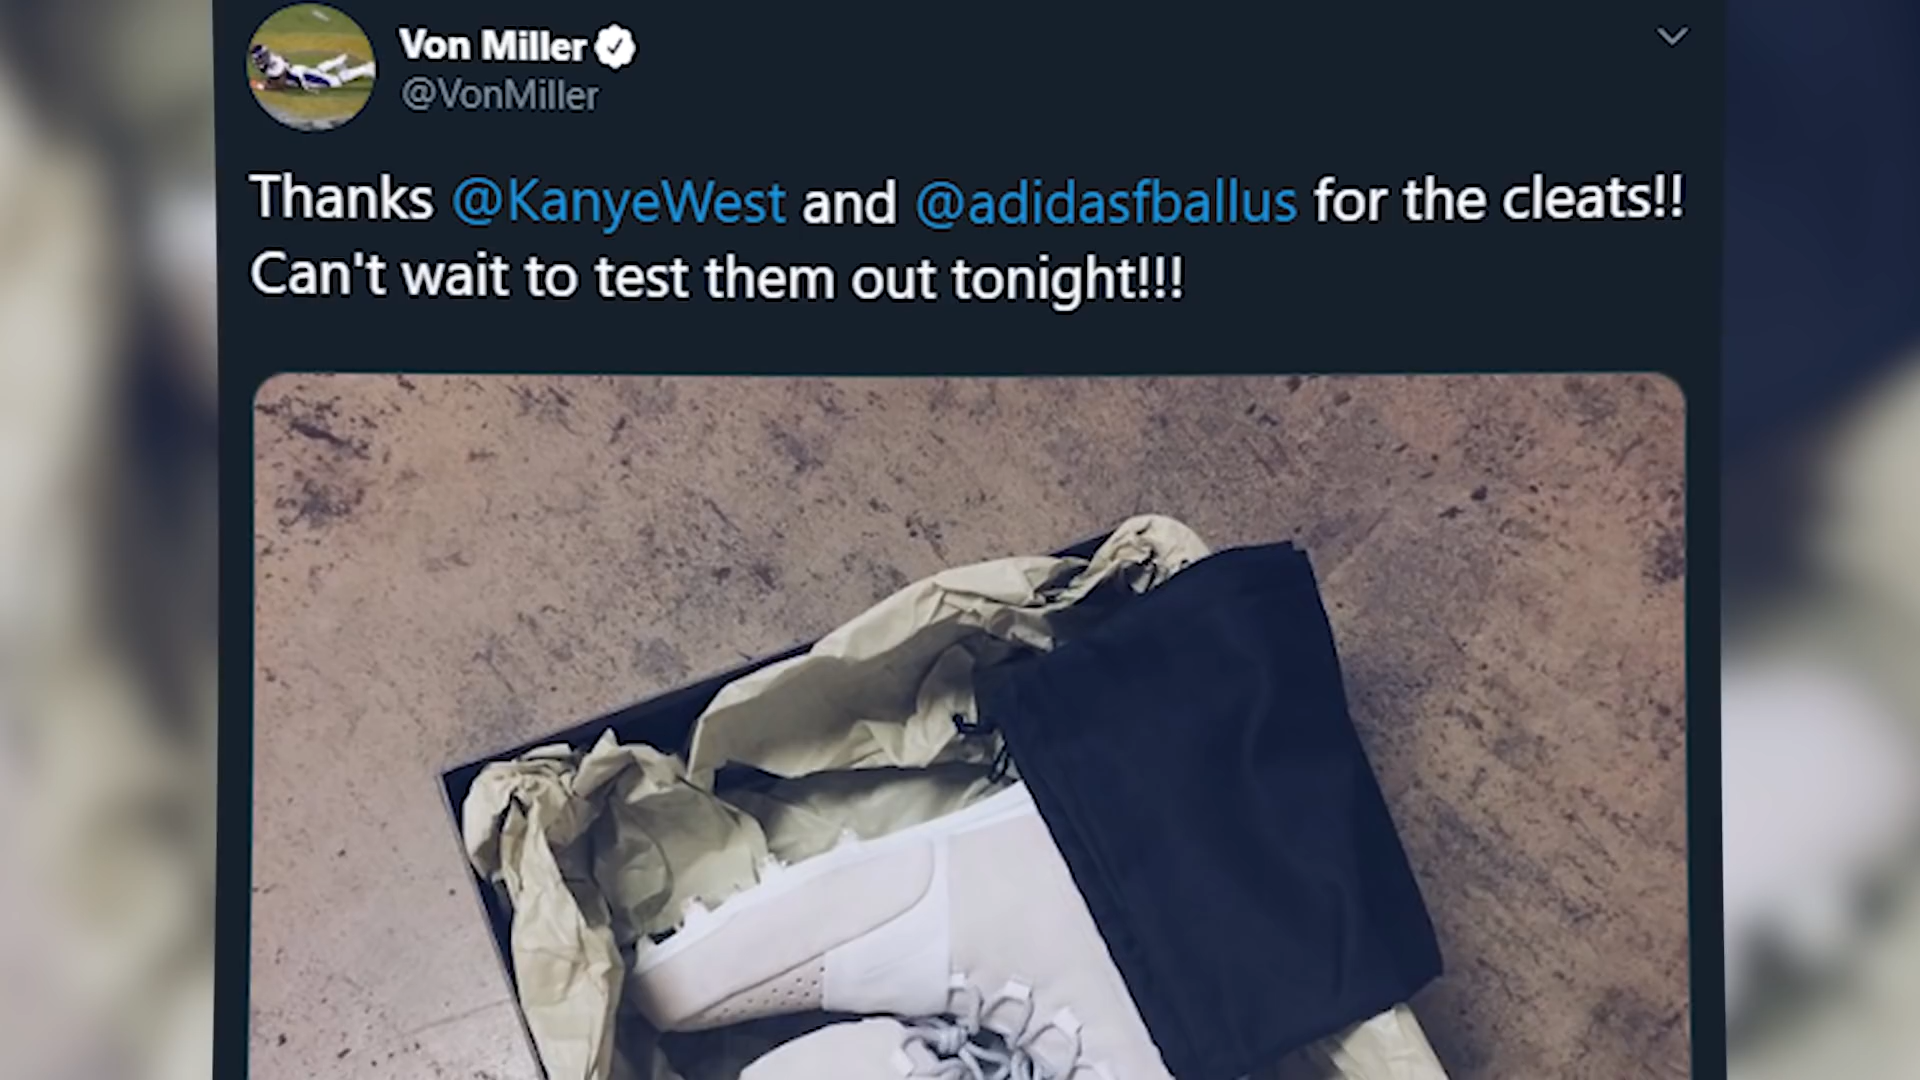 Von Miller
@VonMiller
Thanks @KanyeWest and @adidasfballus for the cleats!!
Can't wait to test them out tonight!!!